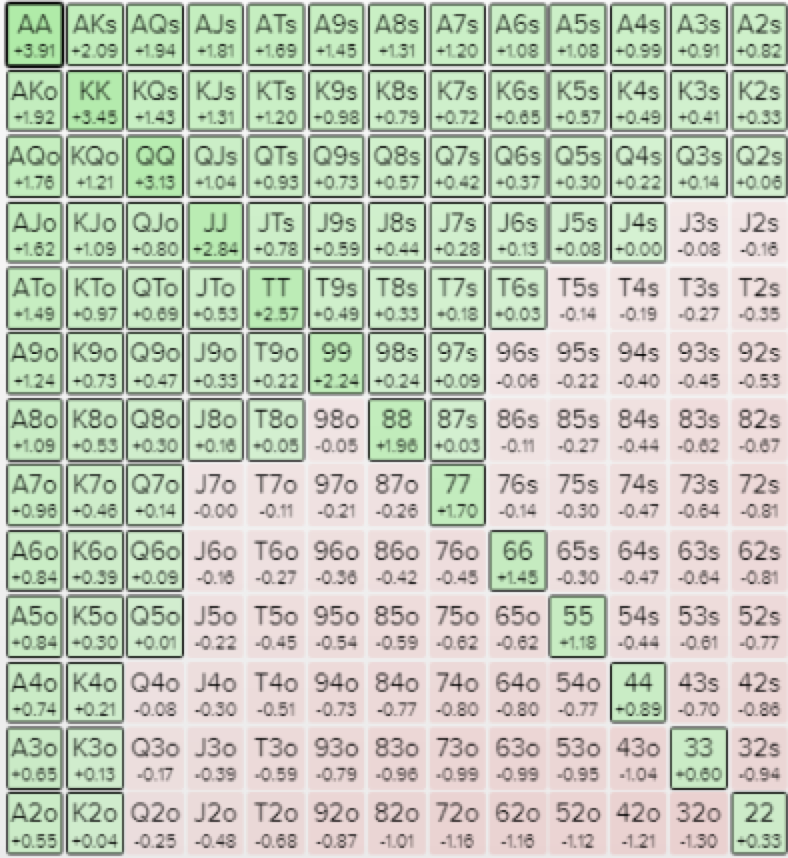 AA AKs AQs AJs ATs A9s A8s A7s A6s A5s A4s A3s A2s
+3.91 +2.09 +1.94 +1.81 +1.69 +1.45 +1.31 +1.20 +1.08 +1.08 +0.99 +0.91 +0.82
AKo KK KQs KJs KTs K9s K8s K7s K6s K5s K4s K3s K2s
+1.92 +3.45 +1.43 +1.31 +1.20 +0.98 +0.79 +0.72 +0.65 +0.57 +0.49 +0.41 +0.33
AQo KQo QQ QJs QTs Q9s Q8s Q7s Q6s Q5s Q4s Q3s Q2s
+1.76 +1.21 +3.13 +1.04 +0.93 +0.73 +0.57 +0.42 +0.37 +0.30 +0.22 +0.14 +0.06
AJo KJo QJo JJ JTs J9s J8s J7s J6s J5s J4s J3s J2s
+1.62 +1.09 +0.80 +2.84 +0.78 +0.59 +0.44 +0.28 +0.13 +0.08 +0.00 -0.08 -0.16
ATo KTo QTo JTo TT T9s T8s T7s T6s T5s T4s T3s T2s
+1.49 +0.97 +0.69 +0.53 +2.57 +0.49 +0.33 +0.18 +0.03 -0.14 -0.19 -0.27 -0.35
A9o K9o Q9o J9o T9o 99 98s 97s 96s 95s 94s 93s 92s
+1.24 +0.73 +0.47 +0.33 +0.22 +2.24 +0.24 +0.09 -0.06 -0.22 -0.40 -0.45 -0.53
A8o K8o Q8o J8o T8o 98o 88 87s 86s 85s 84s 83s 82s
+1.09 +0.53 +0.30 +0.16 +0.05 -0.05 +1.96 +0.03 -0.11 -0.27 -0.44 -0.62 -0.67
A7o K7o Q7o J7o T7o 97o 87o 77 76s 75s 74s 73s 72s
+0.96 +0.46 +0.14 -0.00 -0.11 -0.21 -0.26 +1.70 -0.14 -0.30 -0.47 -0.64 -0.81
A6o K6o Q6o J6o T6o 96o 86o 76o 66 65s 64s 63s 62s
+0.84 +0.39 +0.09 -0.16 -0.27 -0.36 -0.42 -0.45 +1.45 -0.30 -0.47 -0.64 -0.81
A5o K5o Q5o J5o T5o 95o 85o 75o 65o 55 54s 53s 52s
+0.84 +0.30 +0.01 -0.22 -0.45 -0.54 -0.59 -0.62 -0.62 +1.18 -0.44 -0.61 -0.77
A4o K4o Q4o J4o T4o 94o 84o 74o 64o 54o 44 43s 42s
+0.74 +0.21 -0.08 -0.30 -0.51 -0.73 -0.77 -0.80 -0.80 -0.77 +0.89 -0.70 -0.86
A3o K3o Q3o J3o T3o 93o 83o 73o 63o 53o 43o 33 32s
+0.65 +0.13 -0.17 -0.39 -0.59 -0.79 -0.96 -0.99 -0.99 -0.95 -1.04 +0.60 -0.94
A2o K2o Q2o J2o T2o 92o 82o 72o 62o 52o 42o 32o 22
+0.55 +0.04 -0.25 -0.48 -0.68 -0.87 -1.01 -1.16 -1.16 -1.12 -1.21 -1.30 +0.33